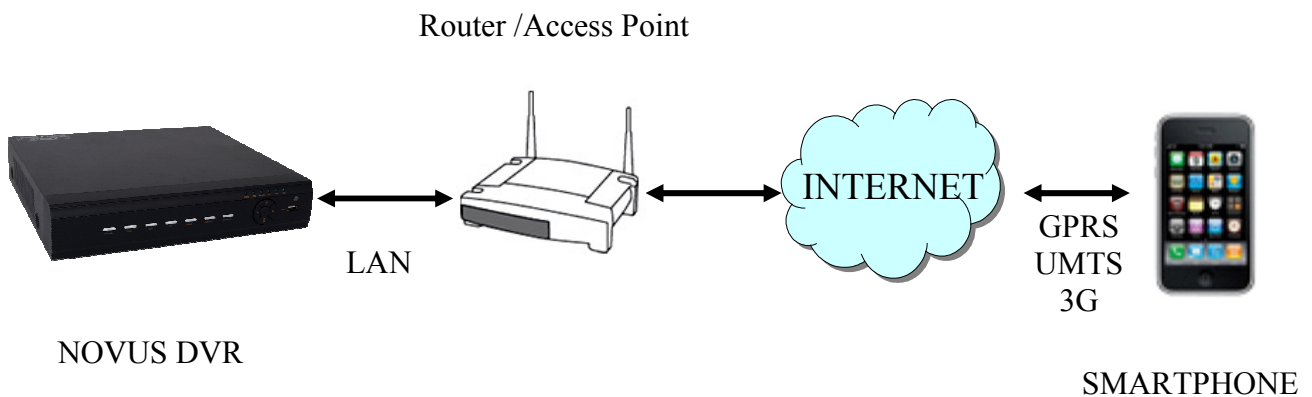 Router /Access Point
INTERNET
LAN
GPRS
UMTS
3G
NOVUS DVR
SMARTPHONE